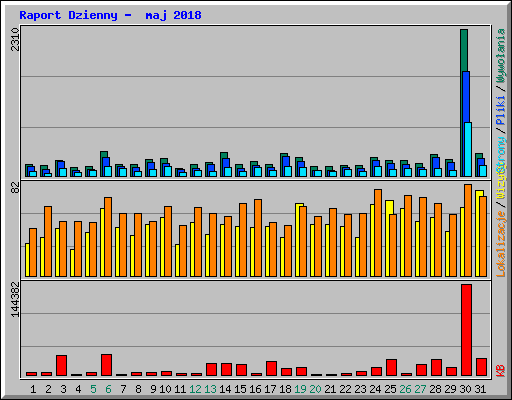 Raport Dzienny - maj 2018
2310
82
144382
Wywolania / Pliki / Strony
Lokalizacje / Wizyt
KB
1 2 3 4 5 6 7 8 9 10 11 12 13 14 15 16 17 18 19 20 21 22 23 24 25 26 27 28 29 30 31